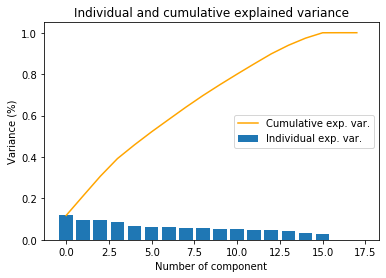 Individual and cumulative explained variance
Variance (%)
1.0
0.8
0.6
0.4
0.2
0.0
Cumulative exp. var.
Individual exp. var.
0.0 2.5 5.0 7.5 10.0 12.5 15.0 17.5
Number of component